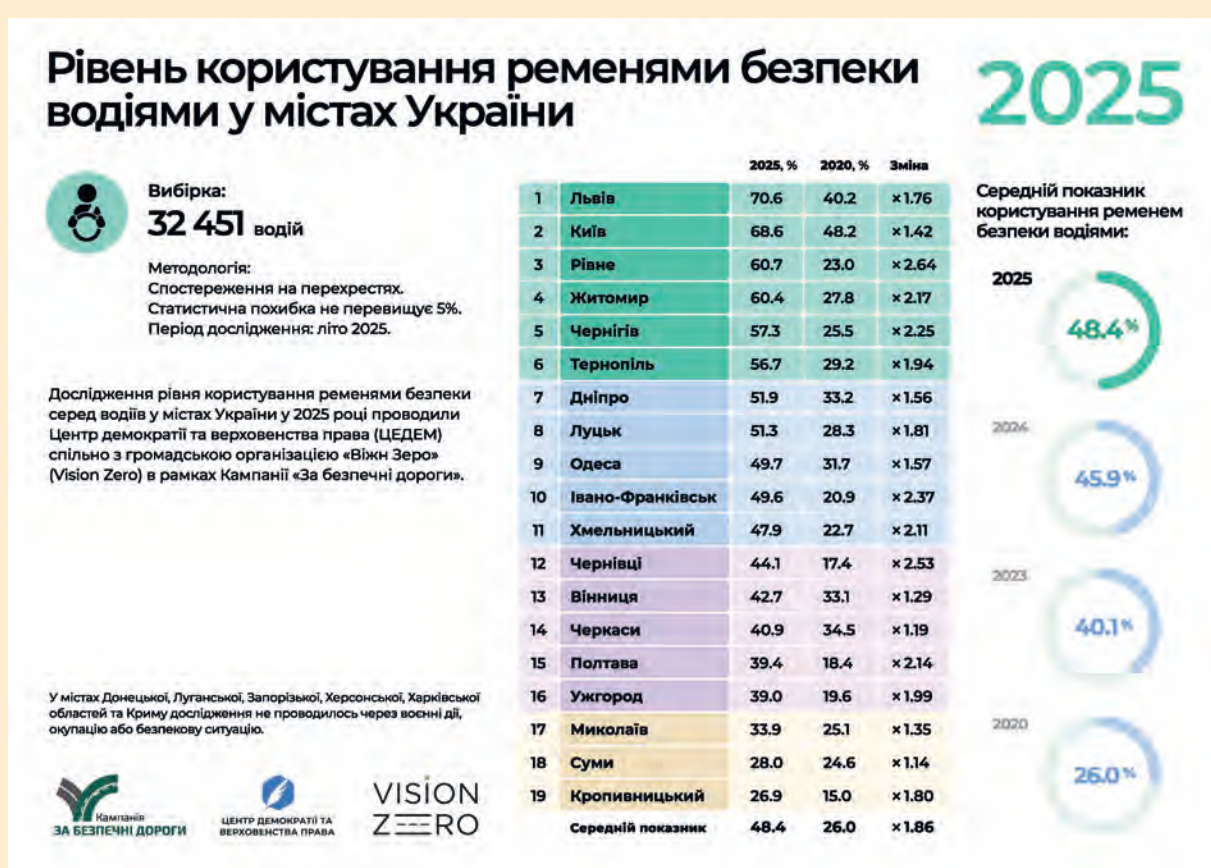 Рівень користування ременями безпеки
водіями у містах України
2025
Вибірка:
32 451 водій
Методологія:
Спостереження на перехрестях.
Статистична похибка не перевищує 5%.
Період дослідження: літо 2025.
Дослідження рівня користування ременями безпеки
серед водіїв у містах України у 2025 році проводили
Центр демократії та верховенства права (ЦЕДЕМ)
спільно з громадською організацією «Віжн Зеро»
(Vision Zero) в рамках Кампанії «За безпечні дороги».
У містах Донецької, Луганської, Запорізької, Херсонської, Харківської
областей та Криму дослідження не проводилось через воєнні дії,
окупацію або безпекову ситуацію.
Кампанія
ЗА БЕЗПЕЧНІ ДОРОГИ
ЦЕНТР ДЕМОКРАТІЇ ТА
ВЕРХОВЕНСТВА ПРАВА
VISION
ZERO
2025, % 2020, % Зміна
1 Львів 70.6 40.2 ×1.76
2 Київ 68.6 48.2 ×1.42
3 Рівне 60.7 23.0 ×2.64
4 Житомир 60.4 27.8 ×2.17
5 Чернігів 57.3 25.5 ×2.25
6 Тернопіль 56.7 29.2 ×1.94
7 Дніпро 51.9 33.2 ×1.56
8 Луцьк 51.3 28.3 ×1.81
9 Одеса 49.7 31.7 ×1.57
10 Івано-Франківськ 49.6 20.9 ×2.37
11 Хмельницький 47.9 22.7 ×2.11
12 Чернівці 44.1 17.4 ×2.53
13 Вінниця 42.7 33.1 ×1.29
14 Черкаси 40.9 34.5 ×1.19
15 Полтава 39.4 18.4 ×2.14
16 Ужгород 39.0 19.6 ×1.99
17 Миколаїв 33.9 25.1 ×1.35
18 Суми 28.0 24.6 ×1.14
19 Кропивницький 26.9 15.0 ×1.80
Середній показник 48.4 26.0 ×1.86
Середній показник
користування ременем
безпеки водіями:
2025
48.4%
2024
45.9%
2023
40.1%
2020
26.0%